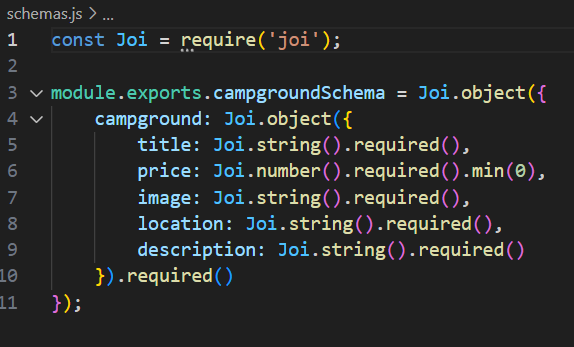 schemas.js > ...
1 const Joi = require('joi');
2
3 module.exports.campgroundSchema = Joi.object({
4     campground: Joi.object({
5         title: Joi.string().required(),
6         price: Joi.number().required().min(0),
7         image: Joi.string().required(),
8         location: Joi.string().required(),
9         description: Joi.string().required()
10     }).required()
11 });